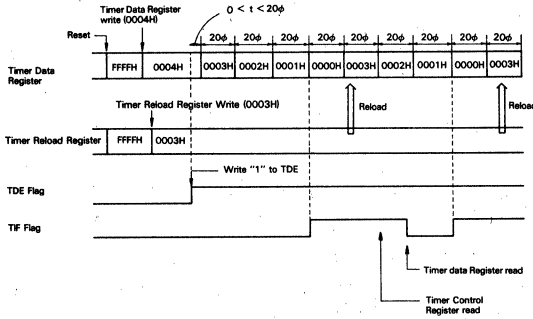 Timer Data Register
write (0004H)
0 < t < 20φ
Reset
20φ 20φ 20φ 20φ 20φ 20φ 20φ 20φ 20φ
Timer Data
Register
FFFFH 0004H 0003H 0002H 0001H 0000H 0003H 0002H 0001H 0000H 0003H
Timer Reload Register Write (0003H)
Reload
Reload
Timer Reload Register FFFFH 0003H
Write "1" to TDE
TDE Flag
TIF Flag
Timer data Register read
Timer Control
Register read